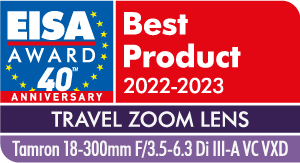 EISA
AWARD
40TH
ANNIVERSARY
Best
Product
2022-2023
TRAVEL ZOOM LENS
Tamron 18-300mm F/3.5-6.3 Di III-A VC VXD